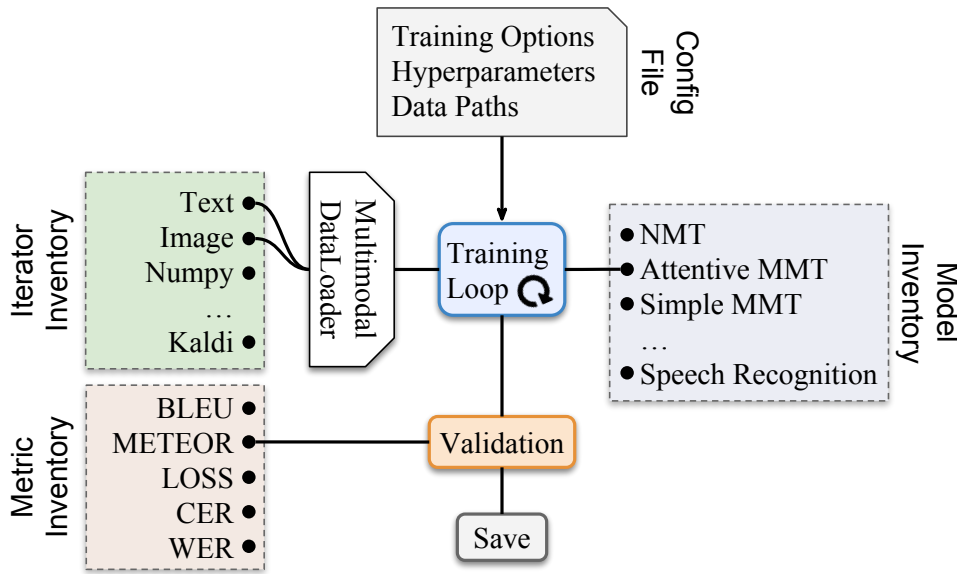 Training Options
Hyperparameters
Data Paths
Config
File
Iterator
Inventory
Text
Image
Numpy
…
Kaldi
Multimodal
DataLoader
Training
Loop
NMT
Attentive MMT
Simple MMT
…
Speech Recognition
Model
Inventory
Metric
Inventory
BLEU
METEOR
LOSS
CER
WER
Validation
Save